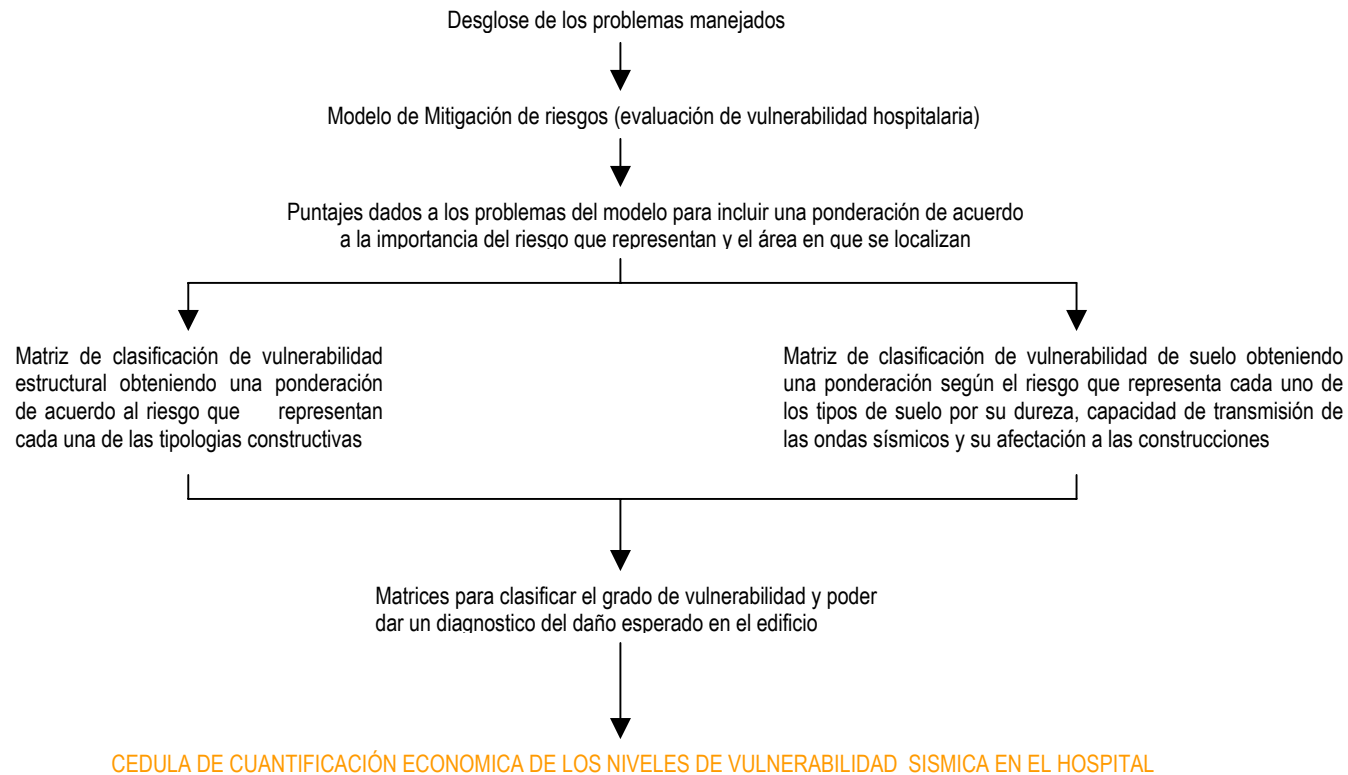 Desglose de los problemas manejados
Modelo de Mitigación de riesgos (evaluación de vulnerabilidad hospitalaria)
Puntajes dados a los problemas del modelo para incluir una ponderación de acuerdo
a la importancia del riesgo que representan y el área en que se localizan
Matriz de clasificación de vulnerabilidad
estructural obteniendo una ponderación
de acuerdo al riesgo que representan
cada una de las tipologias constructivas
Matriz de clasificación de vulnerabilidad de suelo obteniendo
una ponderación según el riesgo que representa cada uno de
los tipos de suelo por su dureza, capacidad de transmisión de
las ondas sísmicos y su afectación a las construcciones
Matrices para clasificar el grado de vulnerabilidad y poder
dar un diagnostico del daño esperado en el edificio
CEDULA DE CUANTIFICACIÓN ECONOMICA DE LOS NIVELES DE VULNERABILIDAD SISMICA EN EL HOSPITAL